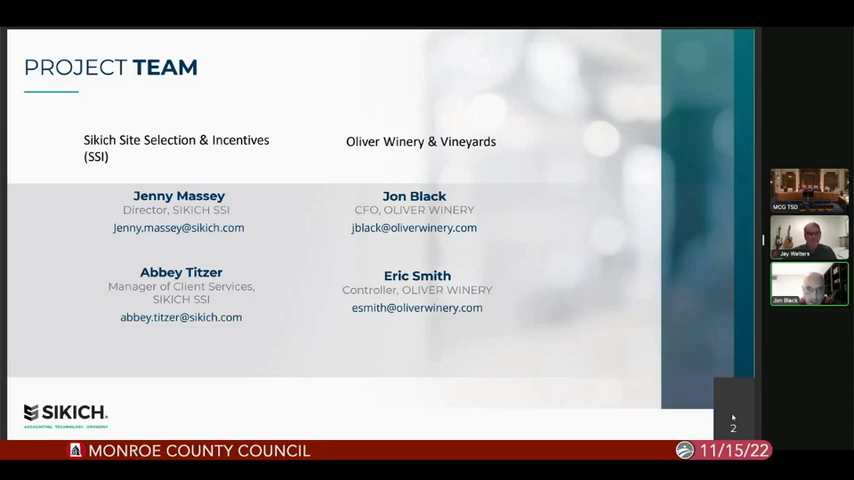 PROJECT TEAM
Sikich Site Selection & Incentives
(SSI)
Oliver Winery & Vineyards
Jenny Massey
Director, SIKICH SSI
Jenny.massey@sikich.com
Jon Black
CFO, OLIVER WINERY
jblack@oliverwinery.com
Abbey Titzer
Manager of Client Services,
SIKICH SSI
abbey.titzer@sikich.com
Eric Smith
Controller, OLIVER WINERY
esmith@oliverwinery.com
MCG TSD
Jay Walters
Jon Black
SIKICH.
ACCOUNTING TECHNOLOGY ADVISORY
2
MONROE COUNTY COUNCIL
11/15/22